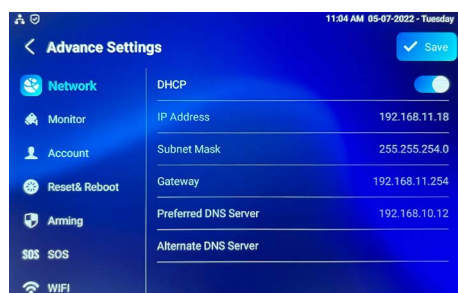 11:04 AM 05-07-2022 - Tuesday
Advance Settings
Save
Network
DHCP
Monitor
IP Address 192.168.11.18
Account
Subnet Mask 255.255.254.0
Reset& Reboot
Gateway 192.168.11.254
Arming
Preferred DNS Server 192.168.10.12
SOS SOS
Alternate DNS Server
WIFI